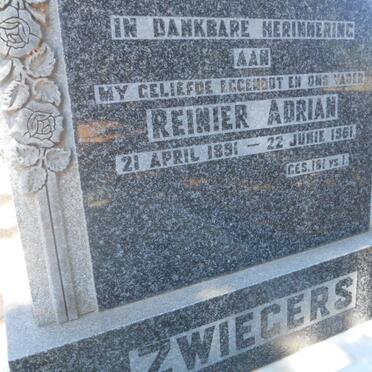 IN DANKBARE HERINNERING
AAN
MY GELIEFDE EGGENOOT EN ONS VADER
REINIER ADRIAN
21 APRIL 1891 — 22 JUNIE 1961
GES. 161 vs 1.
ZWIEGERS